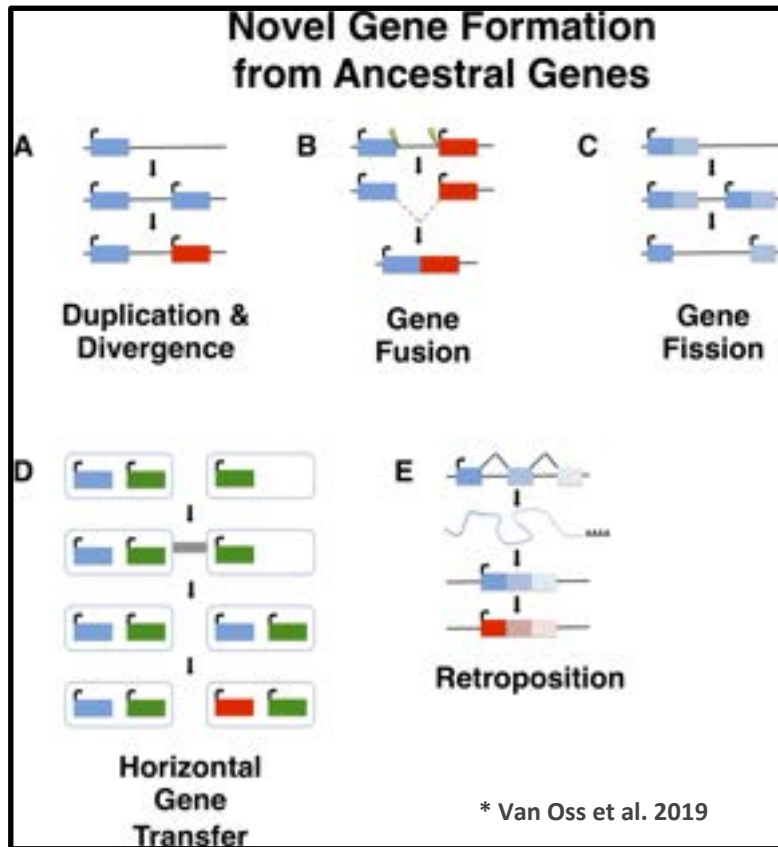 Novel Gene Formation
from Ancestral Genes
A
B
C
Duplication &
Divergence
Gene
Fusion
Gene
Fission
D
E
AAAA
Retroposition
Horizontal
Gene
Transfer
* Van Oss et al. 2019